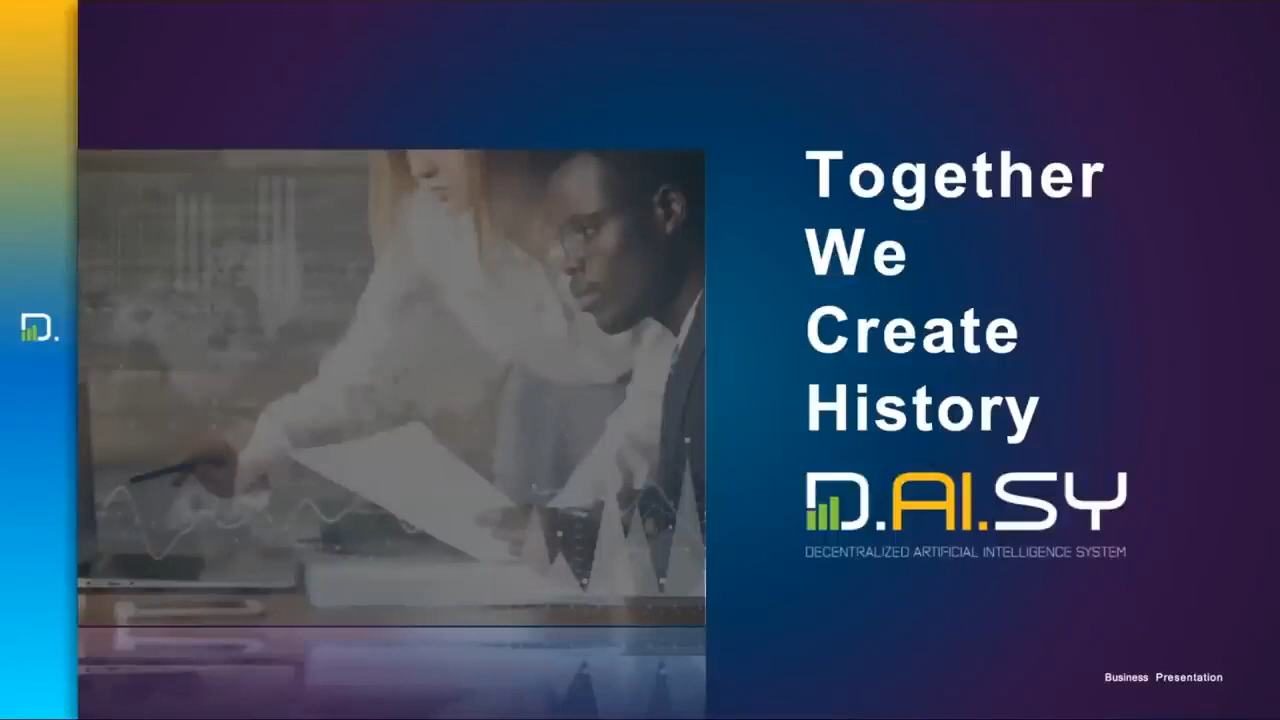 D.
Together
We
Create
History
D.AI.SY
DECENTRALIZED ARTIFICIAL INTELLIGENCE SYSTEM
Business Presentation